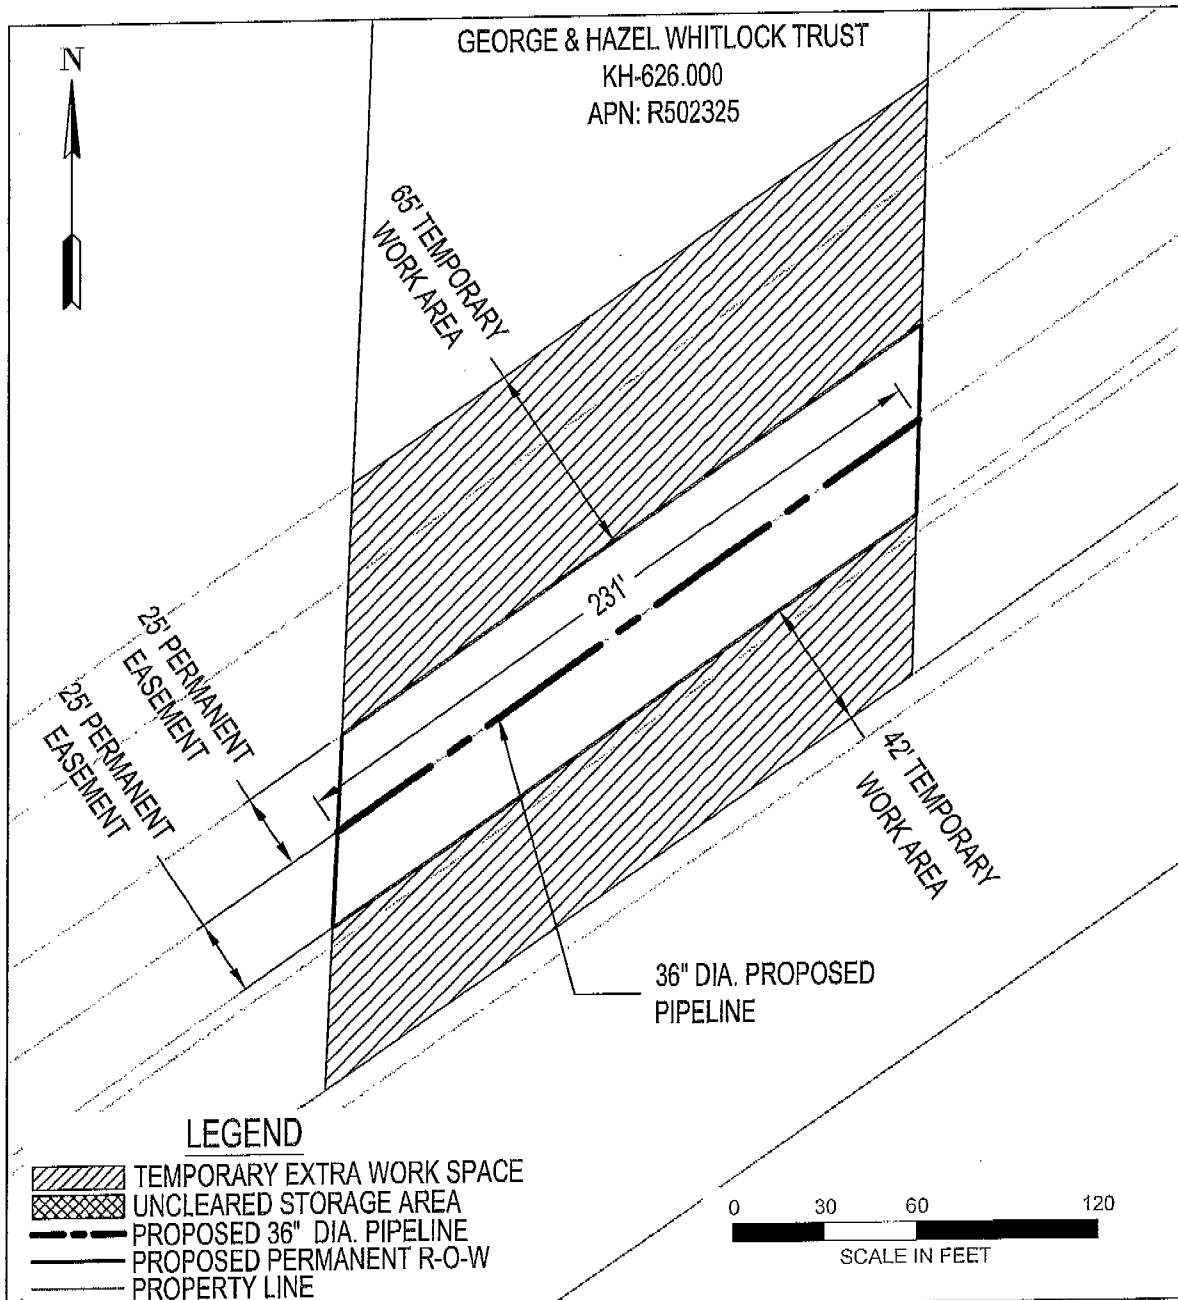 GEORGE & HAZEL WHITLOCK TRUST
KH-626.000
APN: R502325
N
65' TEMPORARY
WORK AREA
231'
25' PERMANENT
EASEMENT
25' PERMANENT
EASEMENT
42' TEMPORARY
WORK AREA
36" DIA. PROPOSED
PIPELINE
LEGEND
TEMPORARY EXTRA WORK SPACE
UNCLEARED STORAGE AREA
PROPOSED 36" DIA. PIPELINE
PROPOSED PERMANENT R-O-W
PROPERTY LINE
0 30 60 120
SCALE IN FEET